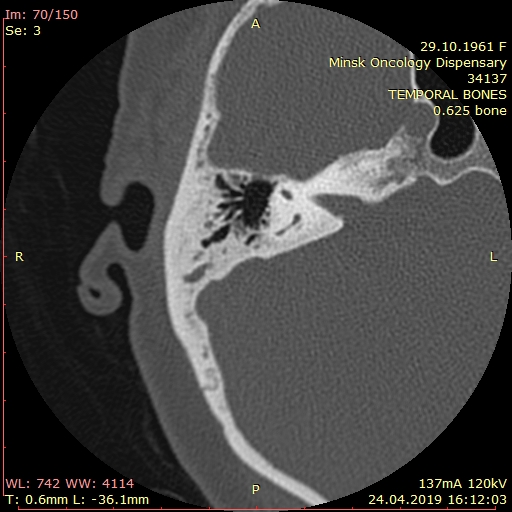 Im: 70/150
Se: 3
A
29.10.1961 F
Minsk Oncology Dispensary
34137
TEMPORAL BONES
0.625 bone
R
L
WL: 742 WW: 4114
T: 0.6mm L: -36.1mm
P
137mA 120kV
24.04.2019 16:12:03